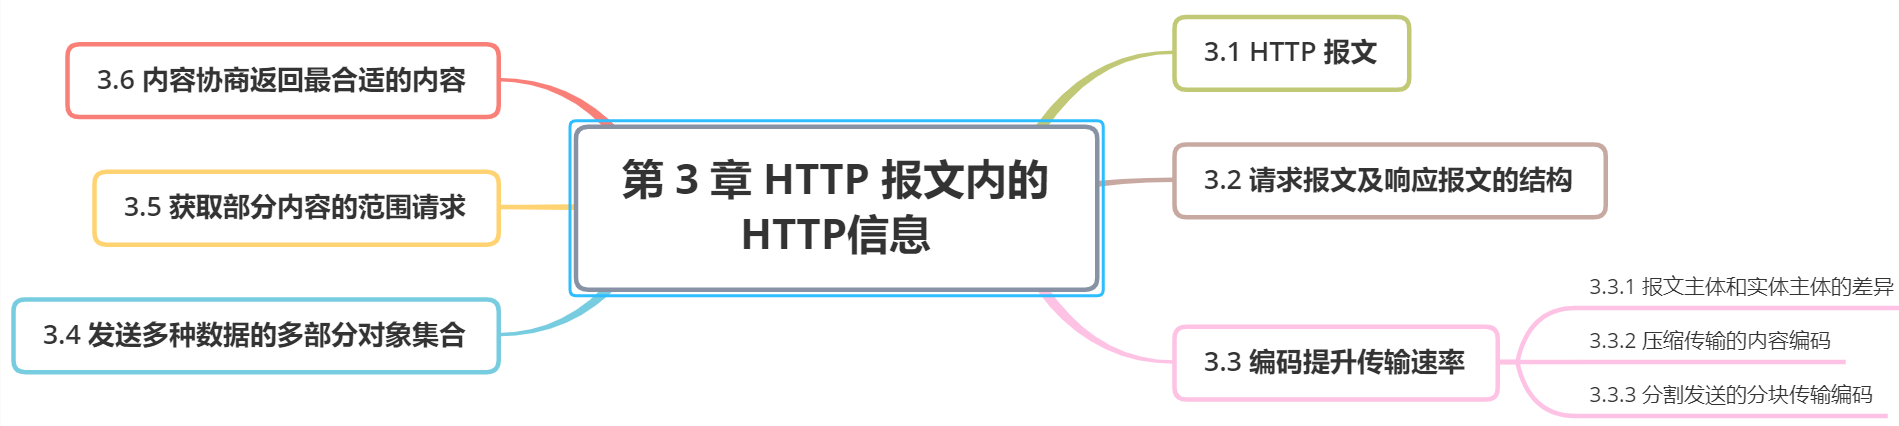 第 3 章 HTTP 报文内的
HTTP信息
3.1 HTTP 报文
3.2 请求报文及响应报文的结构
3.3 编码提升传输速率
3.3.1 报文主体和实体主体的差异
3.3.2 压缩传输的内容编码
3.3.3 分割发送的分块传输编码
3.4 发送多种数据的多部分对象集合
3.5 获取部分内容的范围请求
3.6 内容协商返回最合适的内容